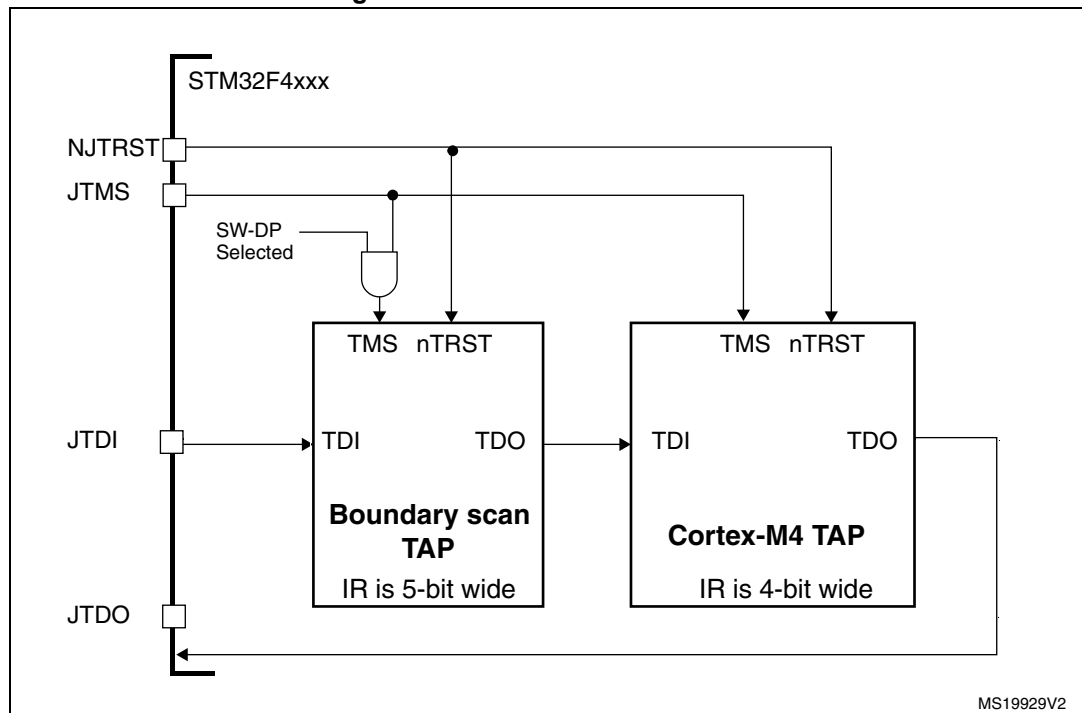 STM32F4xxx
NJTRST
JTMS
SW-DP
Selected
TMS nTRST
TMS nTRST
JTDI
TDI TDO
TDI TDO
Boundary scan
TAP
IR is 5-bit wide
Cortex-M4 TAP
IR is 4-bit wide
JTDO
MS19929V2